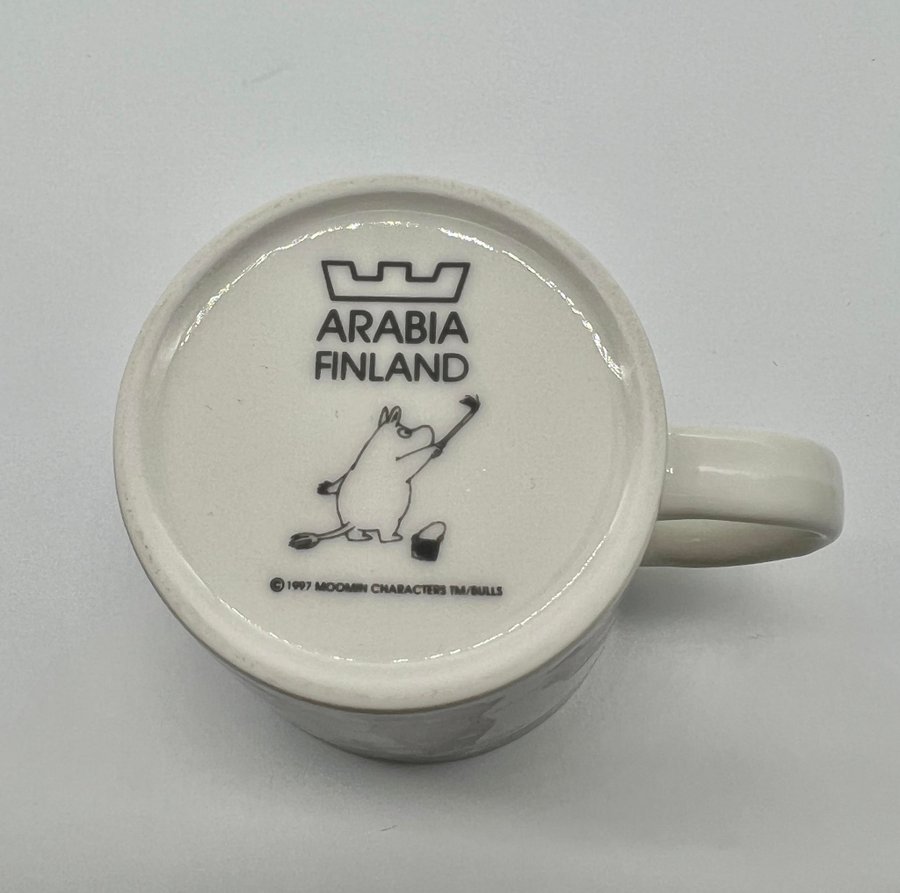 ARABIA
FINLAND
©1997 MOOMIN CHARACTERS TM/BULLS